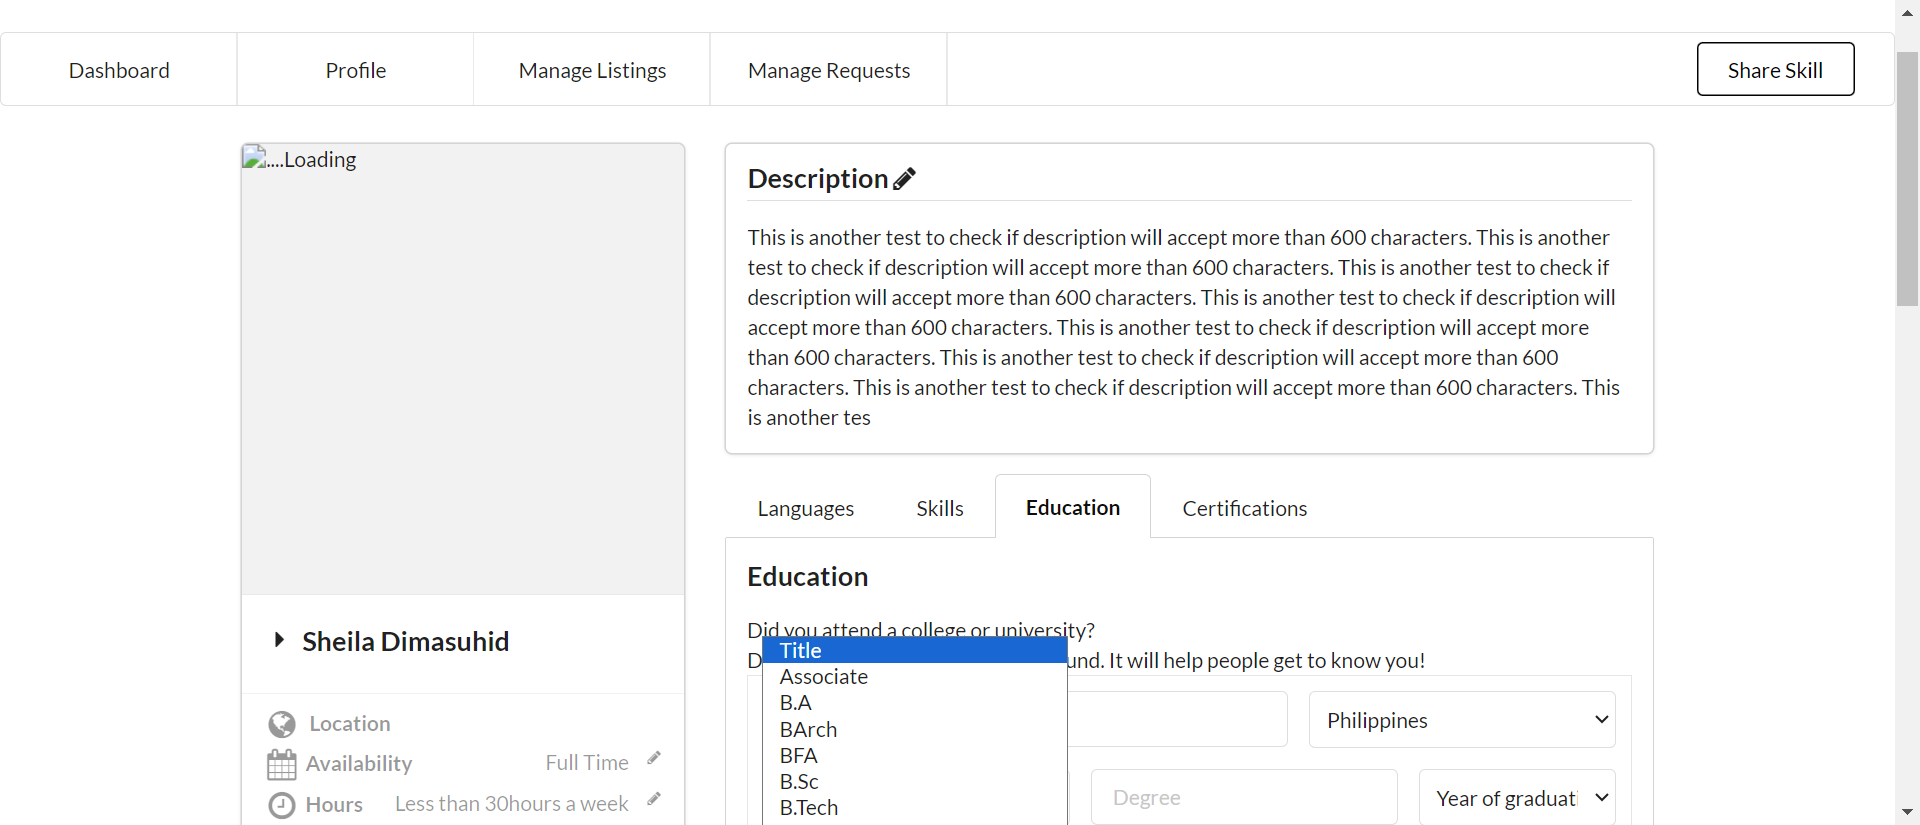 Dashboard
Profile
Manage Listings
Manage Requests
Share Skill
....Loading
Description
This is another test to check if description will accept more than 600 characters. This is another
test to check if description will accept more than 600 characters. This is another test to check if
description will accept more than 600 characters. This is another test to check if description will
accept more than 600 characters. This is another test to check if description will accept more
than 600 characters. This is another test to check if description will accept more than 600
characters. This is another test to check if description will accept more than 600 characters. This
is another tes
Languages
Skills
Education
Certifications
Education
Did you attend a college or university?
und. It will help people get to know you!
Title
Associate
B.A
BArch
BFA
B.Sc
B.Tech
Philippines
Degree
Year of graduati
Sheila Dimasuhid
Location
Availability
Full Time
Hours
Less than 30hours a week